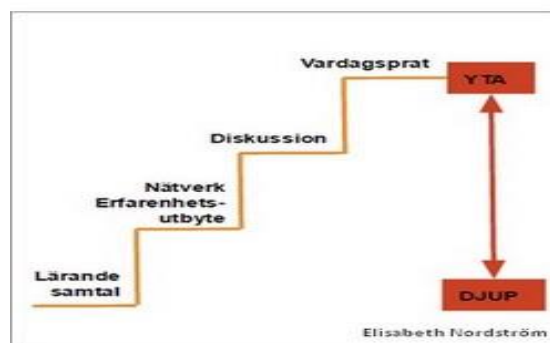 Vardagsprat
YTA
Diskussion
Nätverk
Erfarenhets-
utbyte
Lärande
samtal
DJUP
Elisabeth Nordström